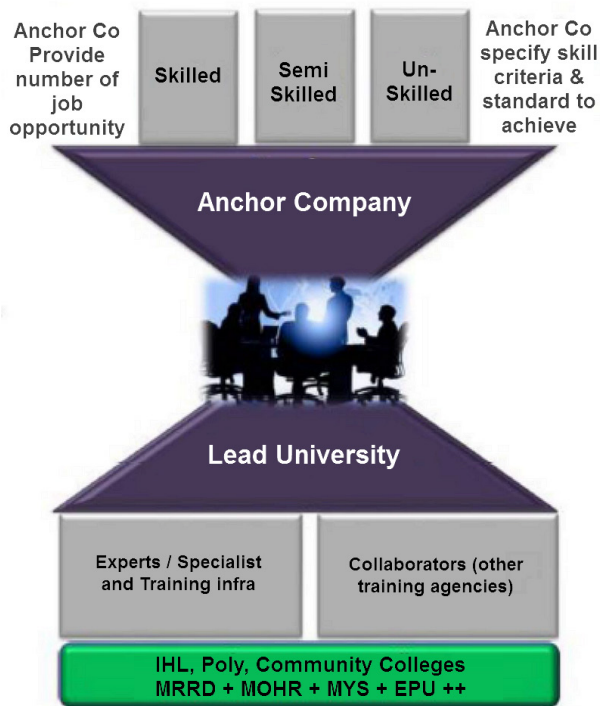 Anchor Co
Provide
number of
job
opportunity
Skilled
Semi
Skilled
Un-
Skilled
Anchor Co
specify skill
criteria &
standard to
achieve
Anchor Company
Lead University
Experts / Specialist
and Training infra
Collaborators (other
training agencies)
IHL, Poly, Community Colleges
MRRD + MOHR + MYS + EPU ++